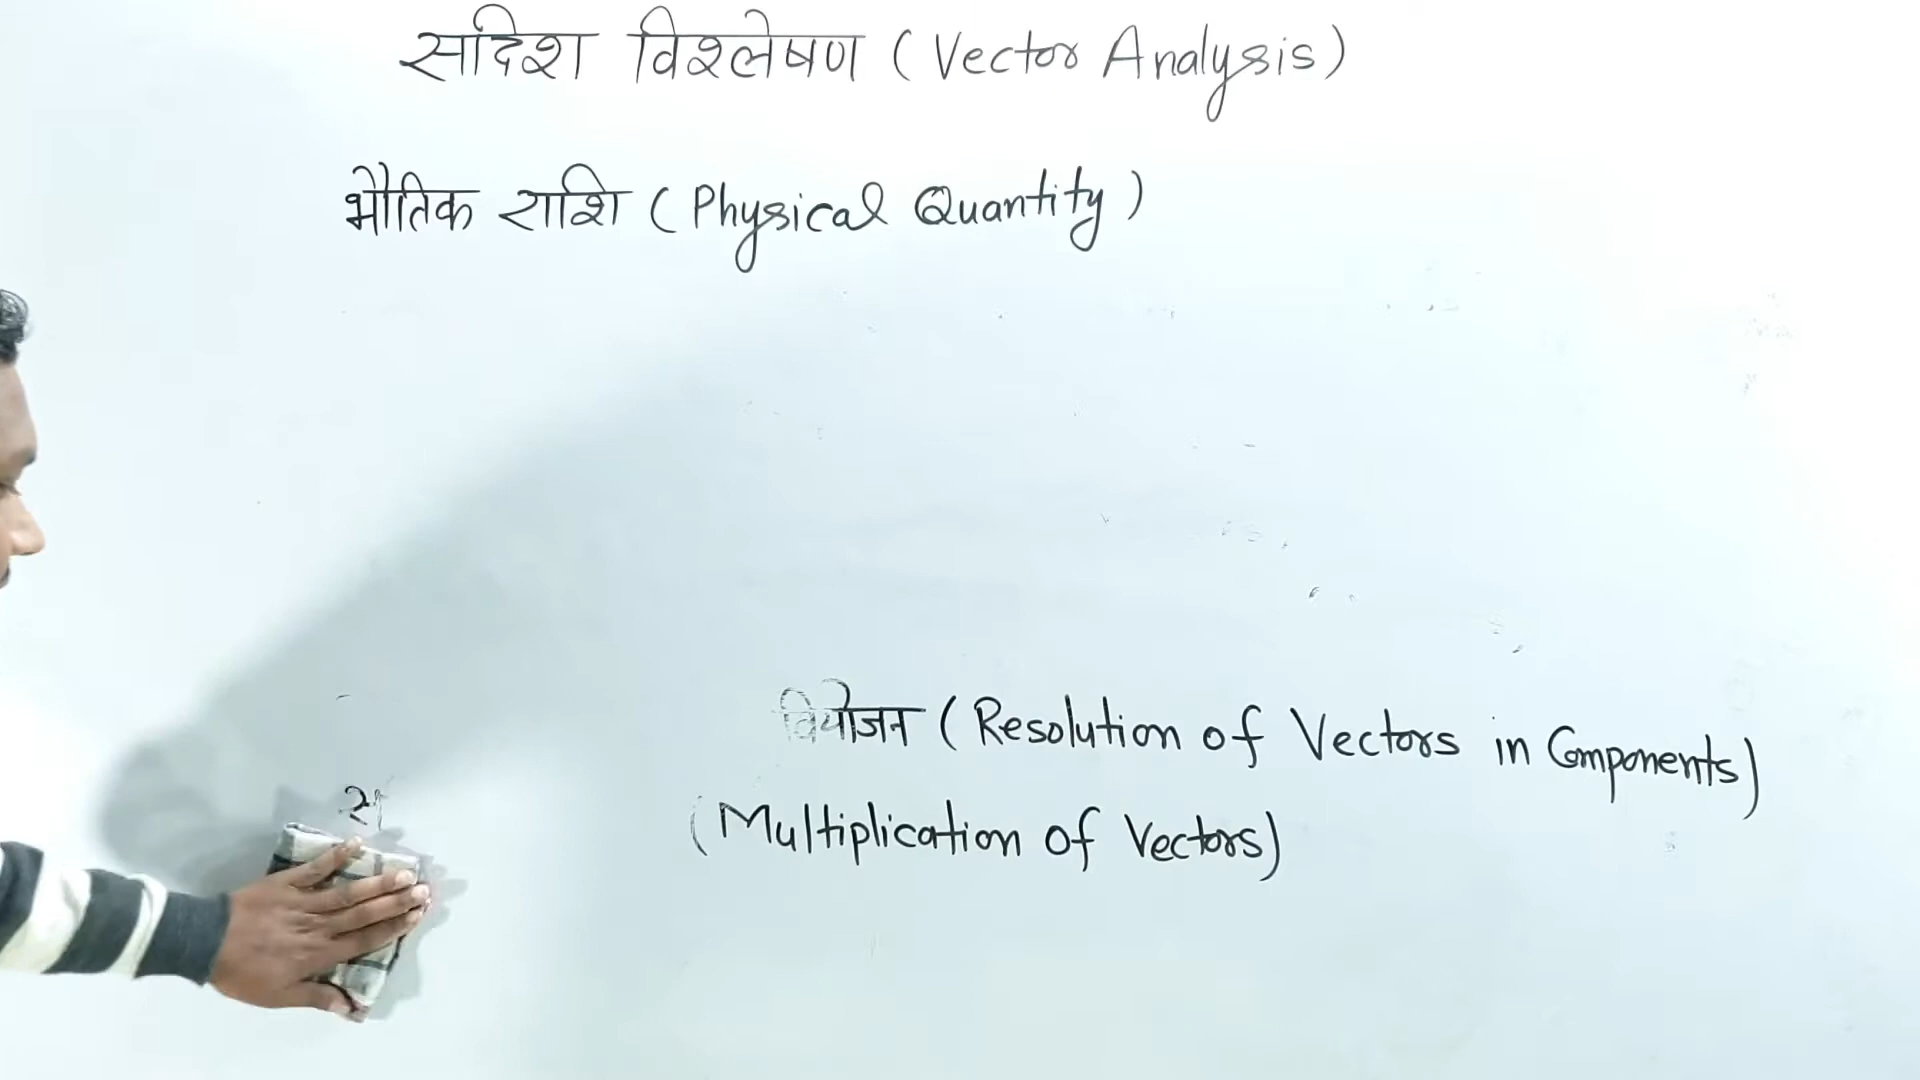 सदिश विश्लेषण (Vector Analysis)
भौतिक राशि (Physical Quantity)
वियोजन (Resolution of Vectors in Components)
(Multiplication of Vectors)